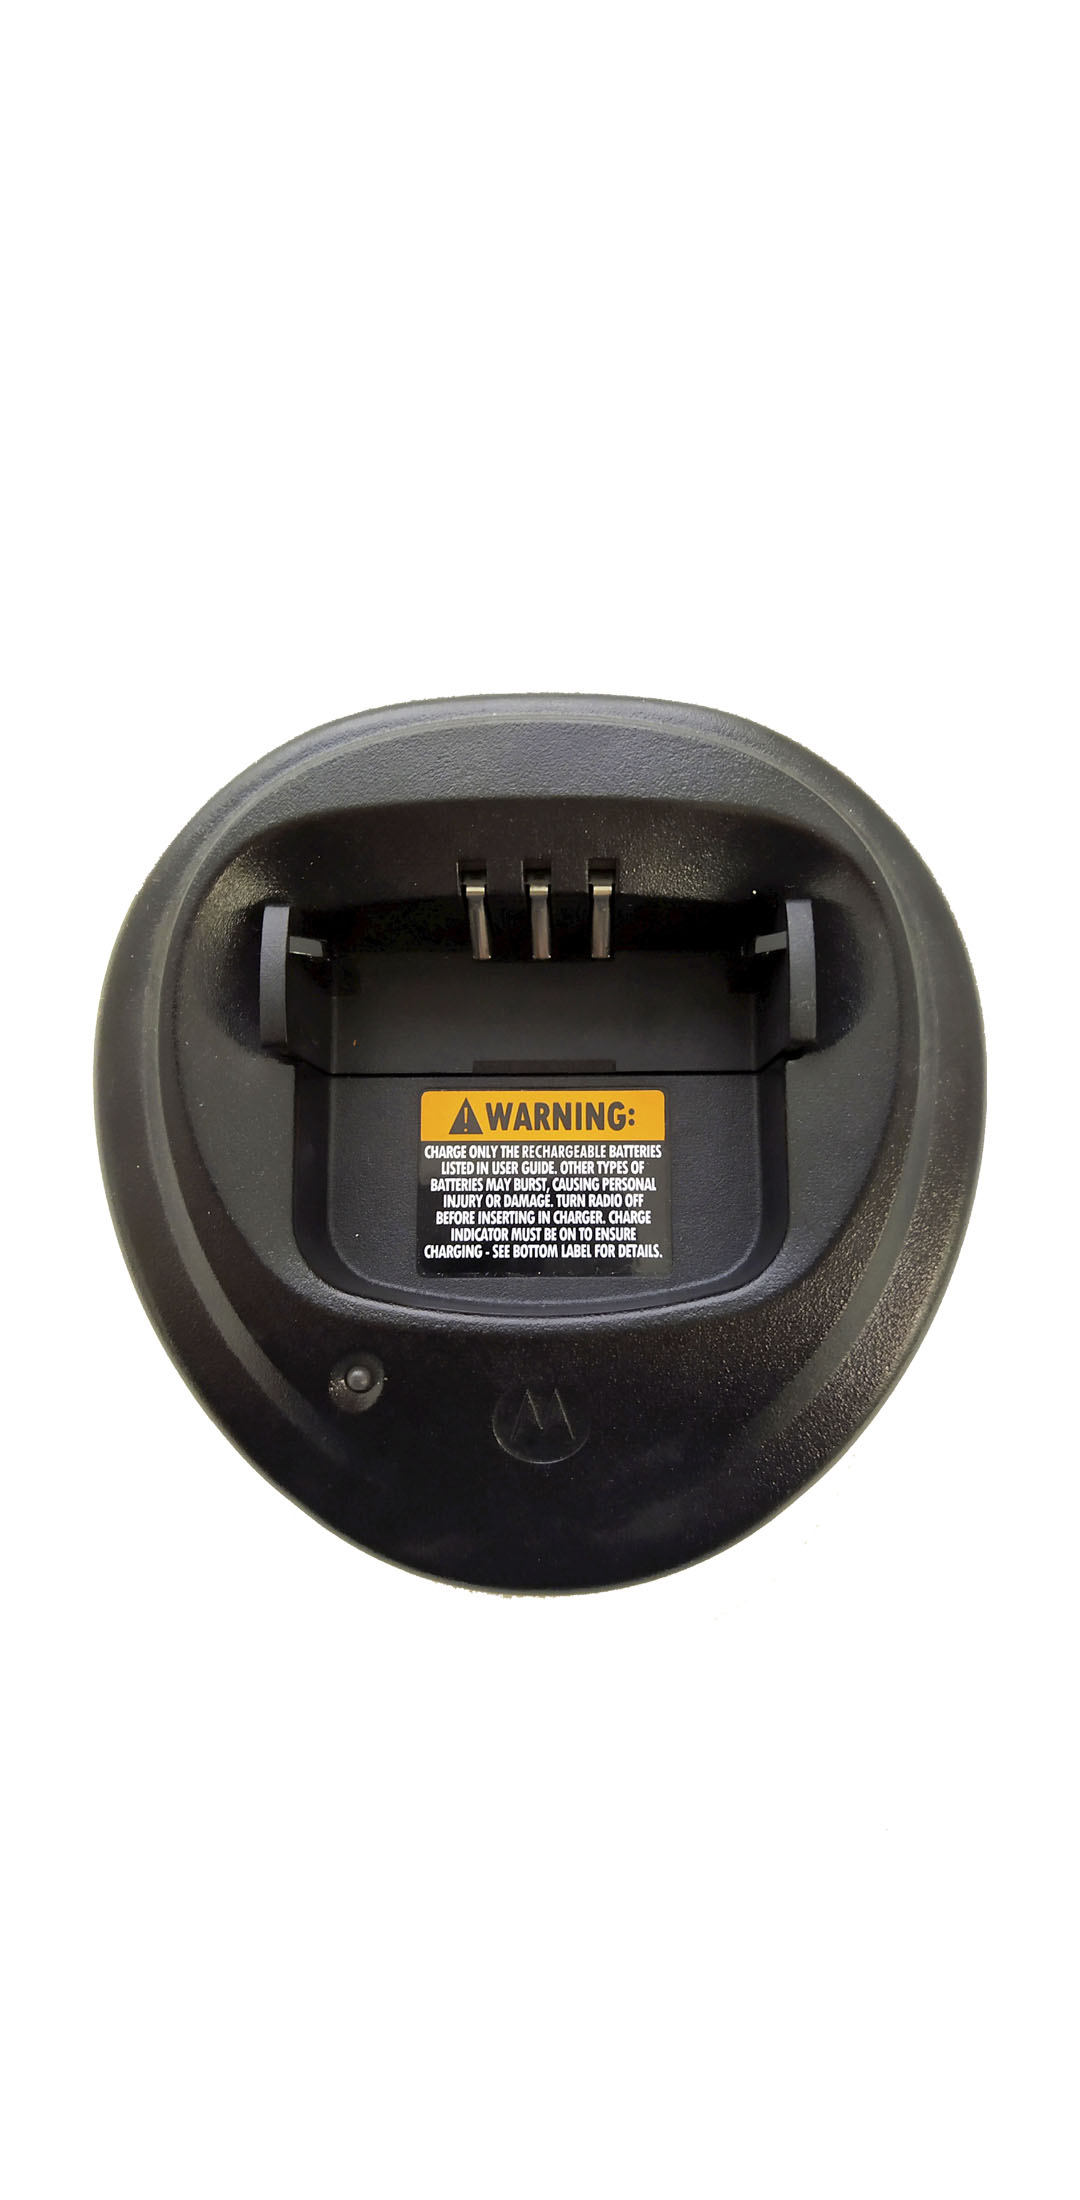 WARNING:
CHARGE ONLY THE RECHARGEABLE BATTERIES
LISTED IN USER GUIDE. OTHER TYPES OF
BATTERIES MAY BURST, CAUSING PERSONAL
INJURY OR DAMAGE. TURN RADIO OFF
BEFORE INSERTING IN CHARGER. CHARGE
INDICATOR MUST BE ON TO ENSURE
CHARGING - SEE BOTTOM LABEL FOR DETAILS.